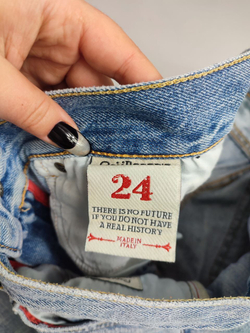 24
THERE IS NO FUTURE
IF YOU DO NOT HAVE
A REAL HISTORY
MADE IN
ITALY